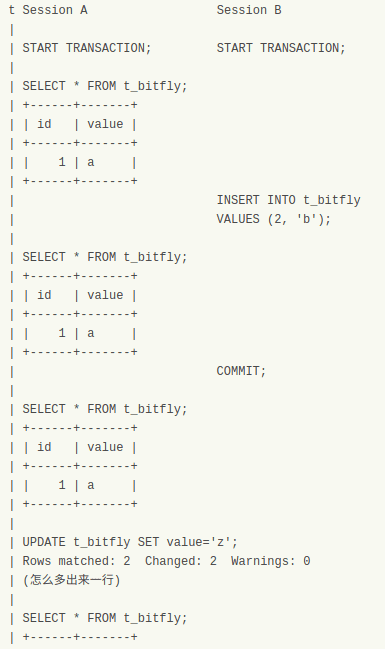 t Session A                  Session B
|
| START TRANSACTION;         START TRANSACTION;
|
| SELECT * FROM t_bitfly;
| +------+-------+
| | id   | value |
| +------+-------+
| |    1 | a     |
| +------+-------+
|                            INSERT INTO t_bitfly
|                            VALUES (2, 'b');
|
| SELECT * FROM t_bitfly;
| +------+-------+
| | id   | value |
| +------+-------+
| |    1 | a     |
| +------+-------+
|                            COMMIT;
|
| SELECT * FROM t_bitfly;
| +------+-------+
| | id   | value |
| +------+-------+
| |    1 | a     |
| +------+-------+
|
| UPDATE t_bitfly SET value='z';
| Rows matched: 2  Changed: 2  Warnings: 0
| (怎么多出来一行)
|
| SELECT * FROM t_bitfly;
| +------+-------+